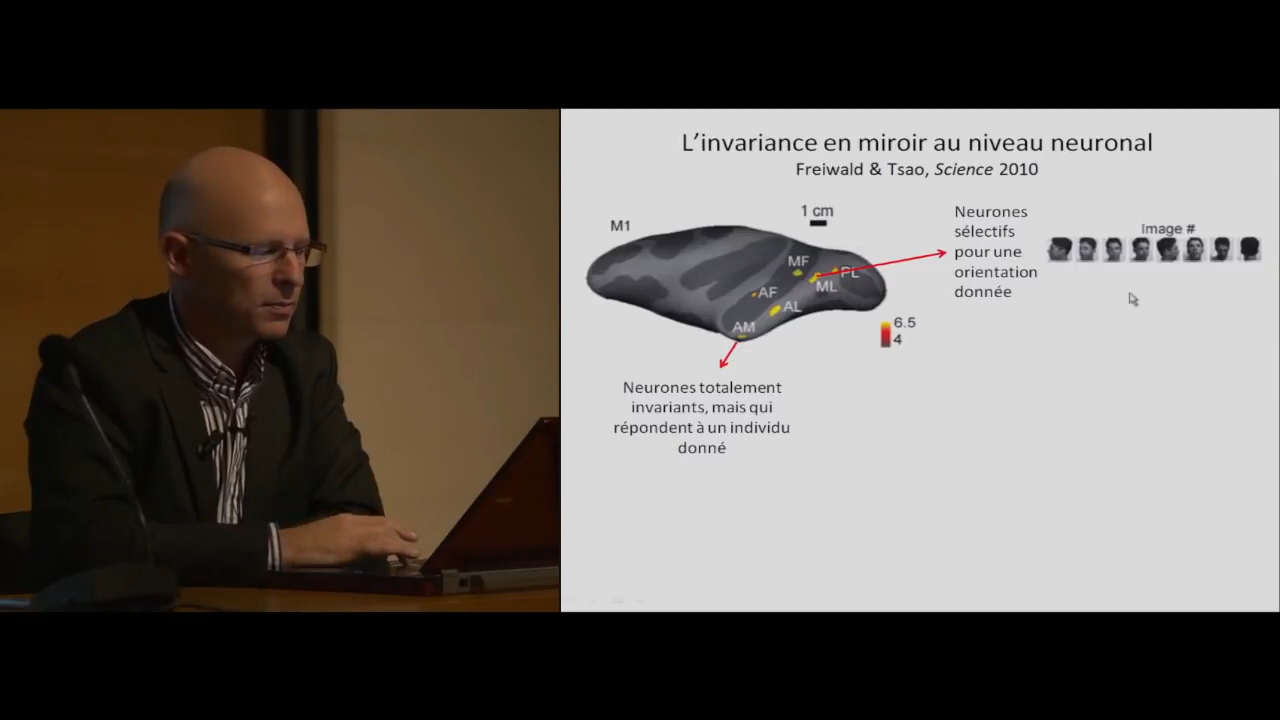 L'invariance en miroir au niveau neuronal
Freiwald & Tsao, Science 2010
M1
1 cm
MF
PL
ML
AF
AL
AM
6.5
4
Neurones
sélectifs
pour une
orientation
donnée
Image #
Neurones totalement
invariants, mais qui
répondent à un individu
donné